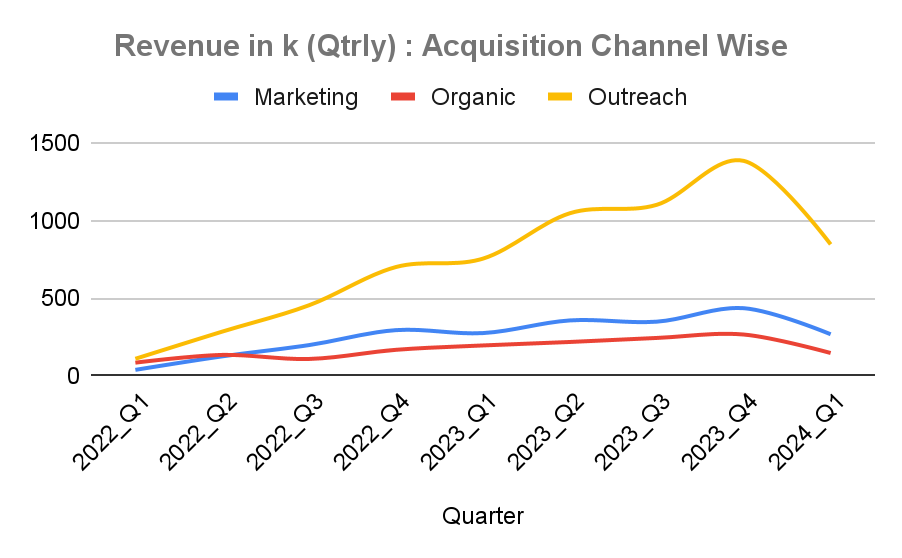 Revenue in k (Qtrly) : Acquisition Channel Wise
Marketing Organic Outreach
1500
1000
500
0
2022_Q1 2022_Q2 2022_Q3 2022_Q4 2023_Q1 2023_Q2 2023_Q3 2023_Q4 2024_Q1
Quarter